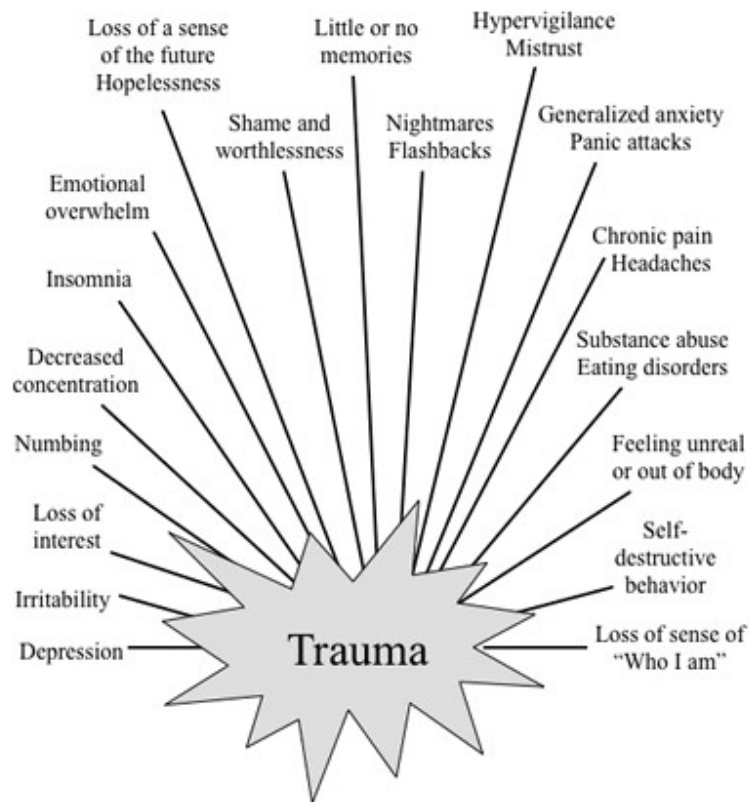 Loss of a sense
of the future
Hopelessness
Little or no
memories
Hypervigilance
Mistrust
Shame and
worthlessness
Nightmares
Flashbacks
Generalized anxiety
Panic attacks
Emotional
overwhelm
Chronic pain
Headaches
Insomnia
Substance abuse
Eating disorders
Decreased
concentration
Numbing
Feeling unreal
or out of body
Loss of
interest
Self-
destructive
behavior
Irritability
Depression
Trauma
Loss of sense of
“Who I am”